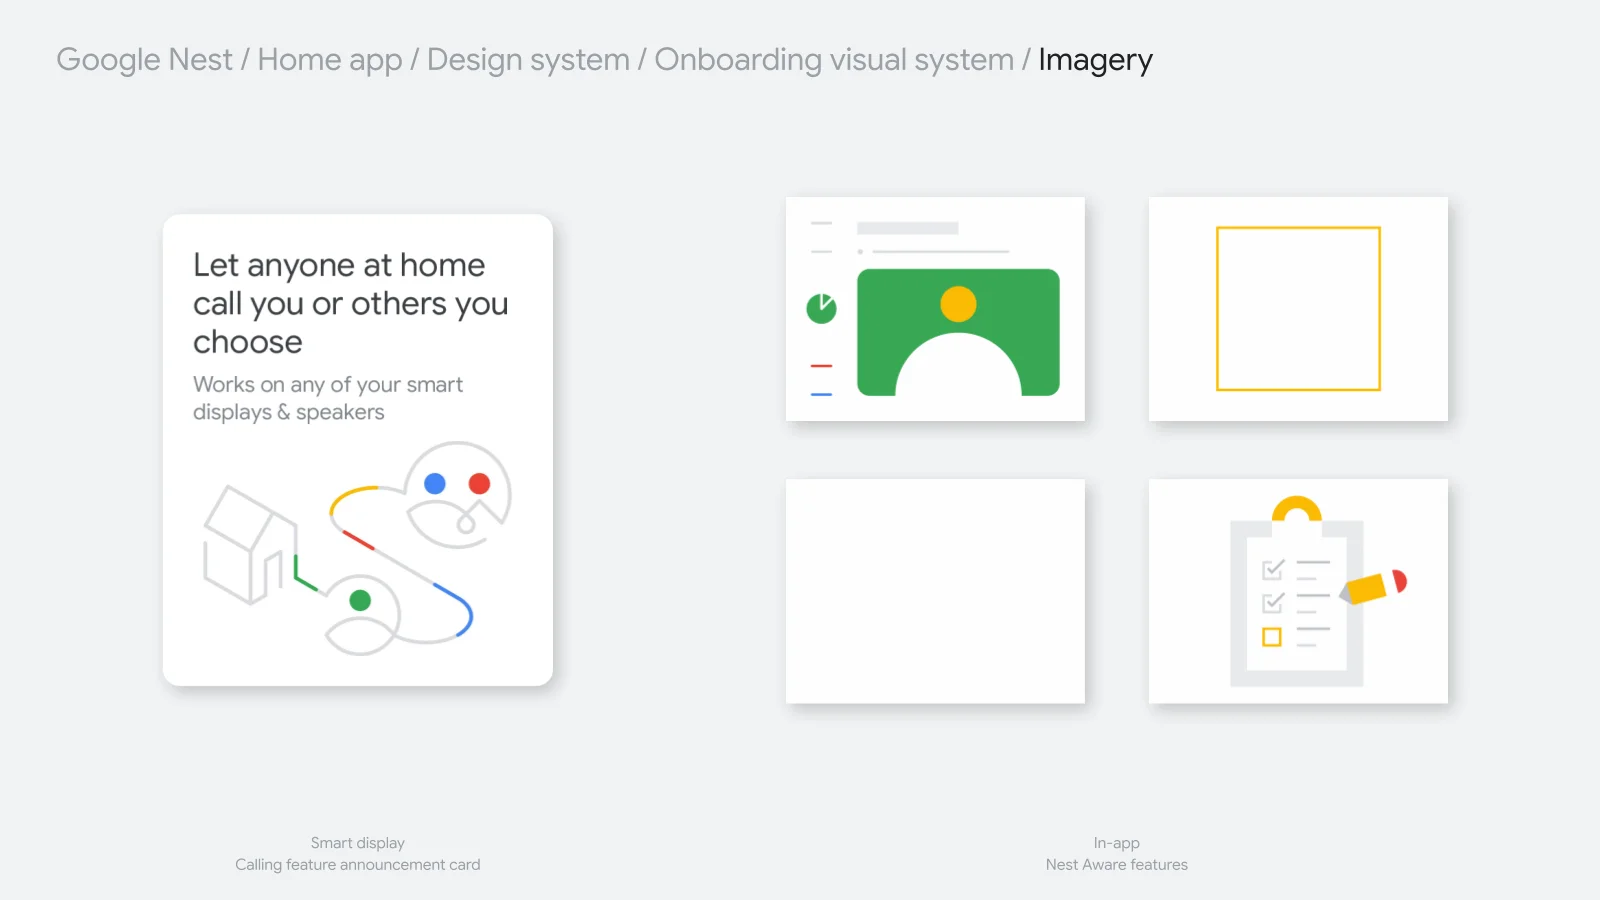 Google Nest / Home app / Design system / Onboarding visual system / Imagery
Let anyone at home
call you or others you
choose
Works on any of your smart
displays & speakers
Smart display
Calling feature announcement card
In-app
Nest Aware features